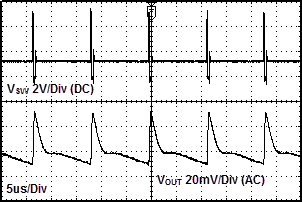 VSW 2V/Div (DC)
VOUT 20mV/Div (AC)
5us/Div